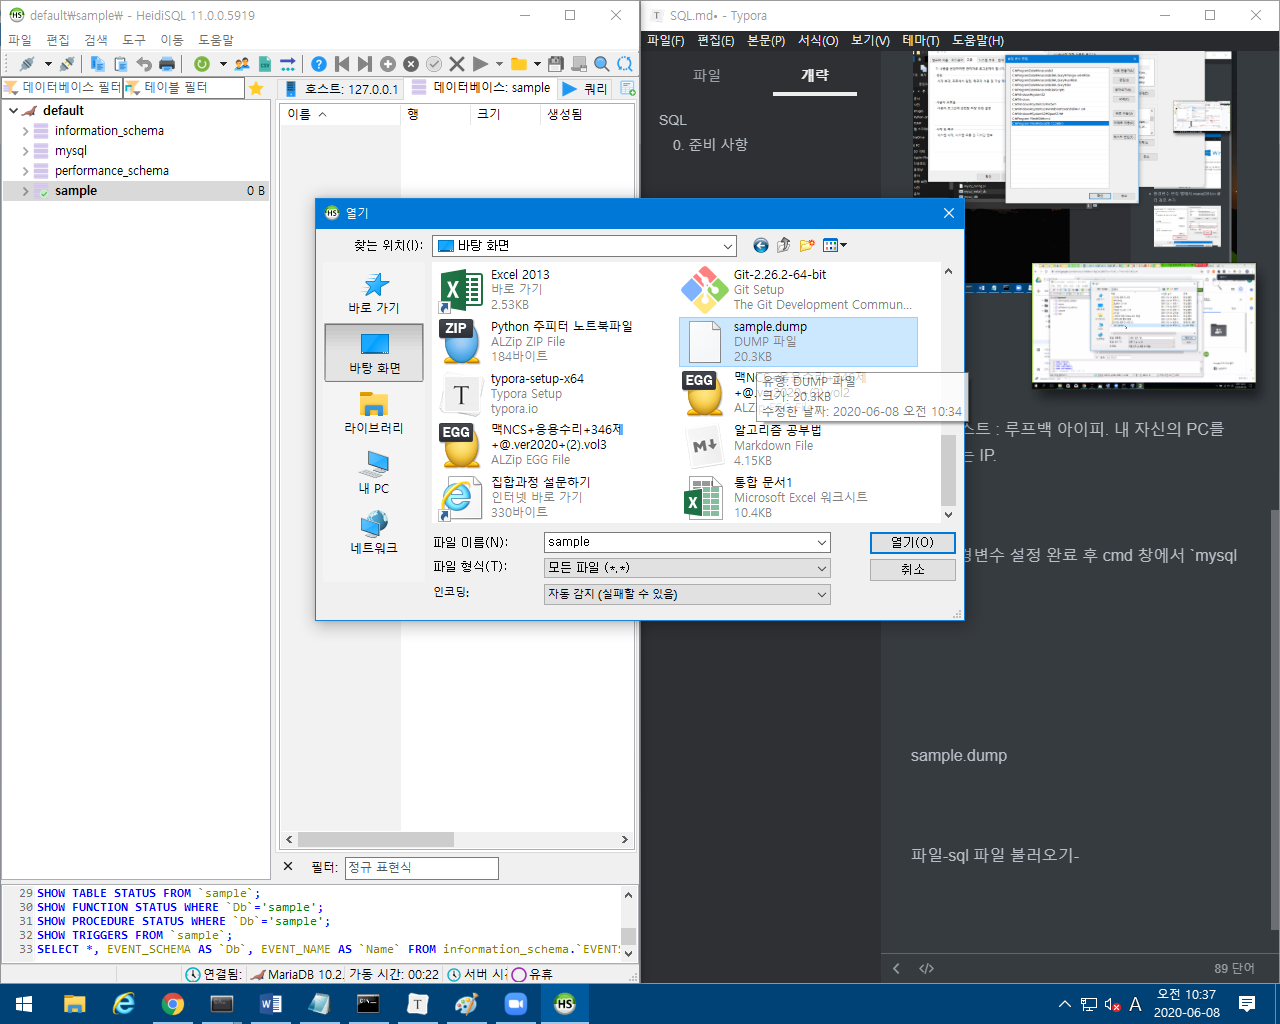 default₩sample₩ - HeidiSQL 11.0.0.5919
파일 편집 검색 도구 이동 도움말
데이터베이스 필터 테이블 필터
호스트: 127.0.0.1 데이터베이스: sample 쿼리
default
information_schema
mysql
performance_schema
sample 0 B
이름 행 크기 생성됨
SQL.md• - Typora
파일(F) 편집(E) 본문(P) 서식(O) 보기(V) 테마(T) 도움말(H)
파일 개략
SQL
0. 준비 사항
열기
찾는 위치(I): 바탕 화면
바로 가기
바탕 화면
라이브러리
내 PC
네트워크
Excel 2013
바로 가기
2.53KB
Git-2.26.2-64-bit
Git Setup
The Git Development Commun...
Python 주피터 노트북파일
ALZip ZIP File
184바이트
sample.dump
DUMP 파일
20.3KB
typora-setup-x64
Typora Setup
typora.io
유형: DUMP 파일
크기: 20.3KB
수정한 날짜: 2020-06-08 오전 10:34
맥NCS+응용수리+346제
+@.ver2020+(2).vol3
ALZip EGG File
알고리즘 공부법
Markdown File
4.15KB
집합과정 설문하기
인터넷 바로 가기
330바이트
통합 문서1
Microsoft Excel 워크시트
10.4KB
파일 이름(N): sample 열기(O)
파일 형식(T): 모든 파일 (*.*) 취소
인코딩: 자동 감지 (실패할 수 있음)
스트 : 루프백 아이피. 내 자신의 PC를
는 IP.
경변수 설정 완료 후 cmd 창에서 `mysql
sample.dump
파일-sql 파일 불러오기-
89 단어
필터: 정규 표현식
29 SHOW TABLE STATUS FROM `sample`;
30 SHOW FUNCTION STATUS WHERE `Db`='sample';
31 SHOW PROCEDURE STATUS WHERE `Db`='sample';
32 SHOW TRIGGERS FROM `sample`;
33 SELECT *, EVENT_SCHEMA AS `Db`, EVENT_NAME AS `Name` FROM information_schema.`EVENTS
연결됨: MariaDB 10.2. 가동 시간: 00:22 서버 시 유휴
A 오전 10:37
2020-06-08